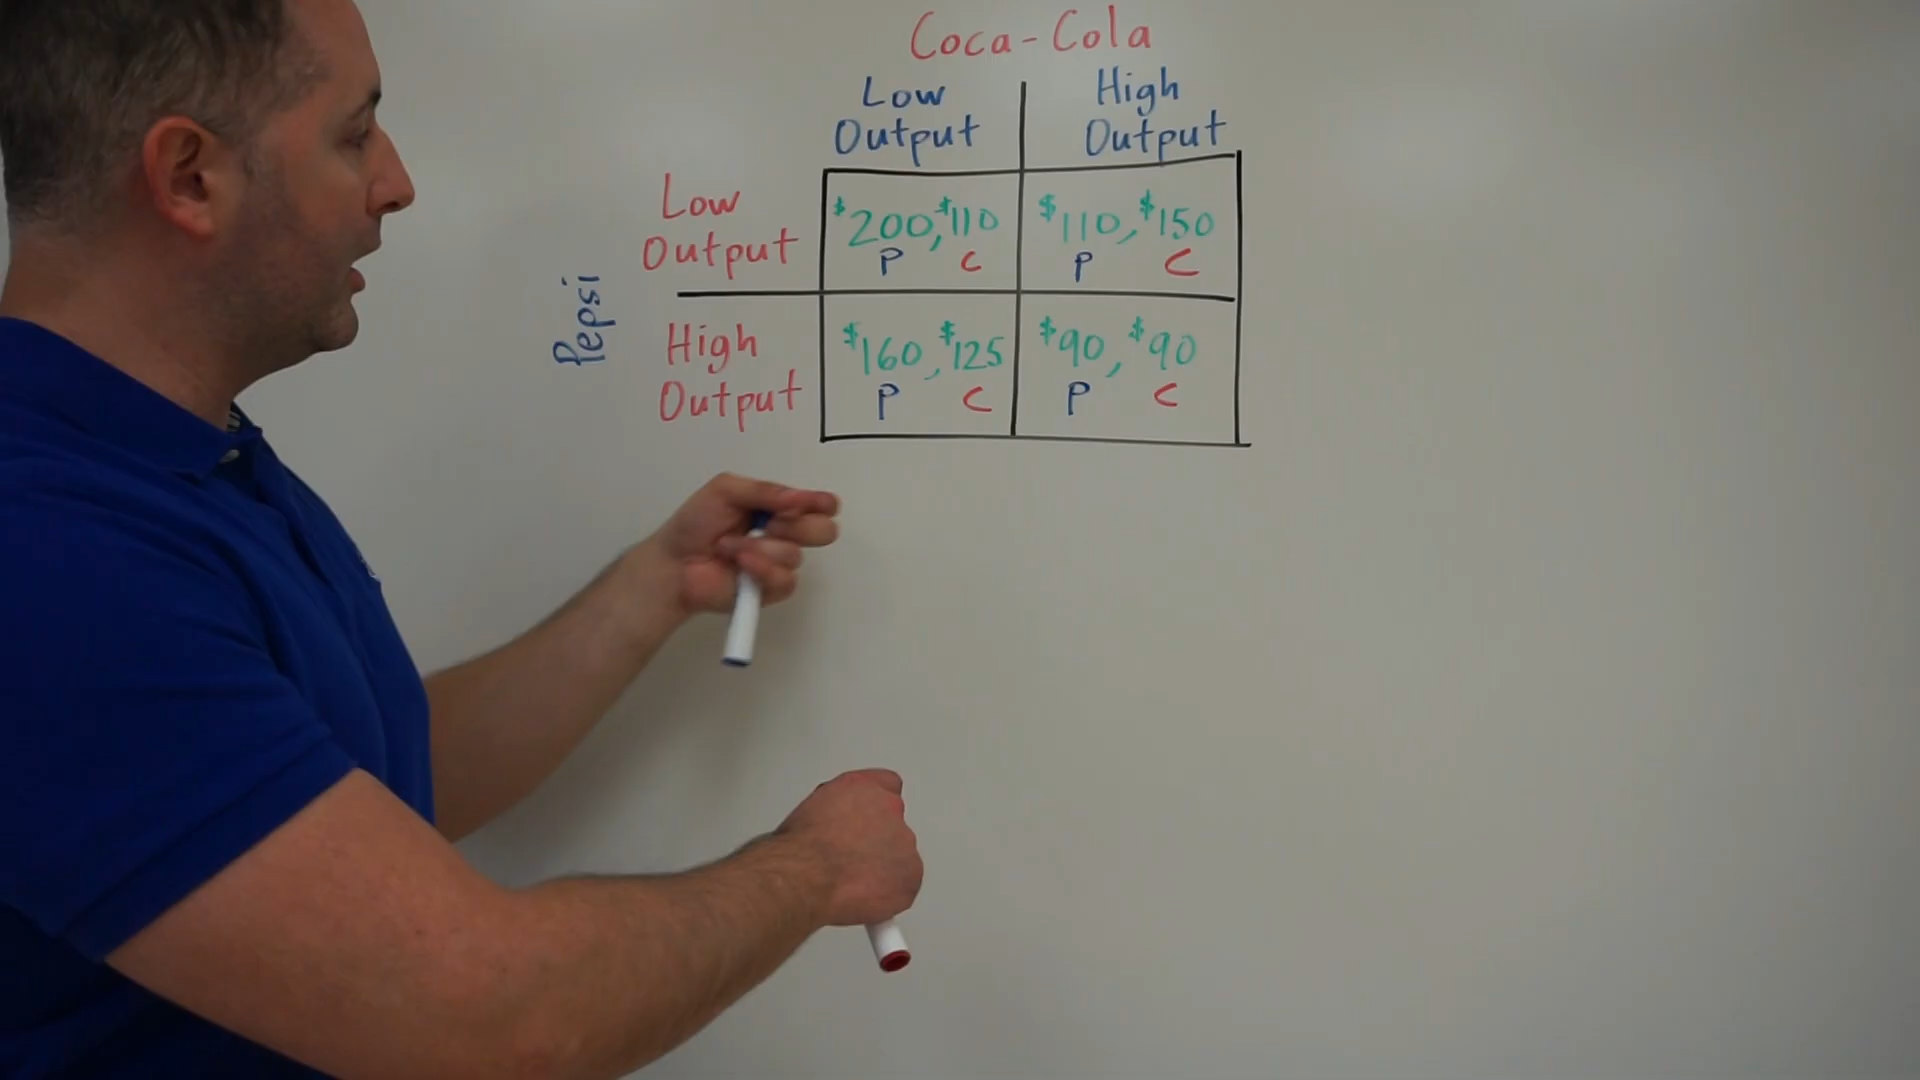 Coca-Cola
Low
Output
High
Output
Pepsi
Low
Output
$200, $110
P C
$110, $150
P C
High
Output
$160, $125
P C
$90, $90
P C